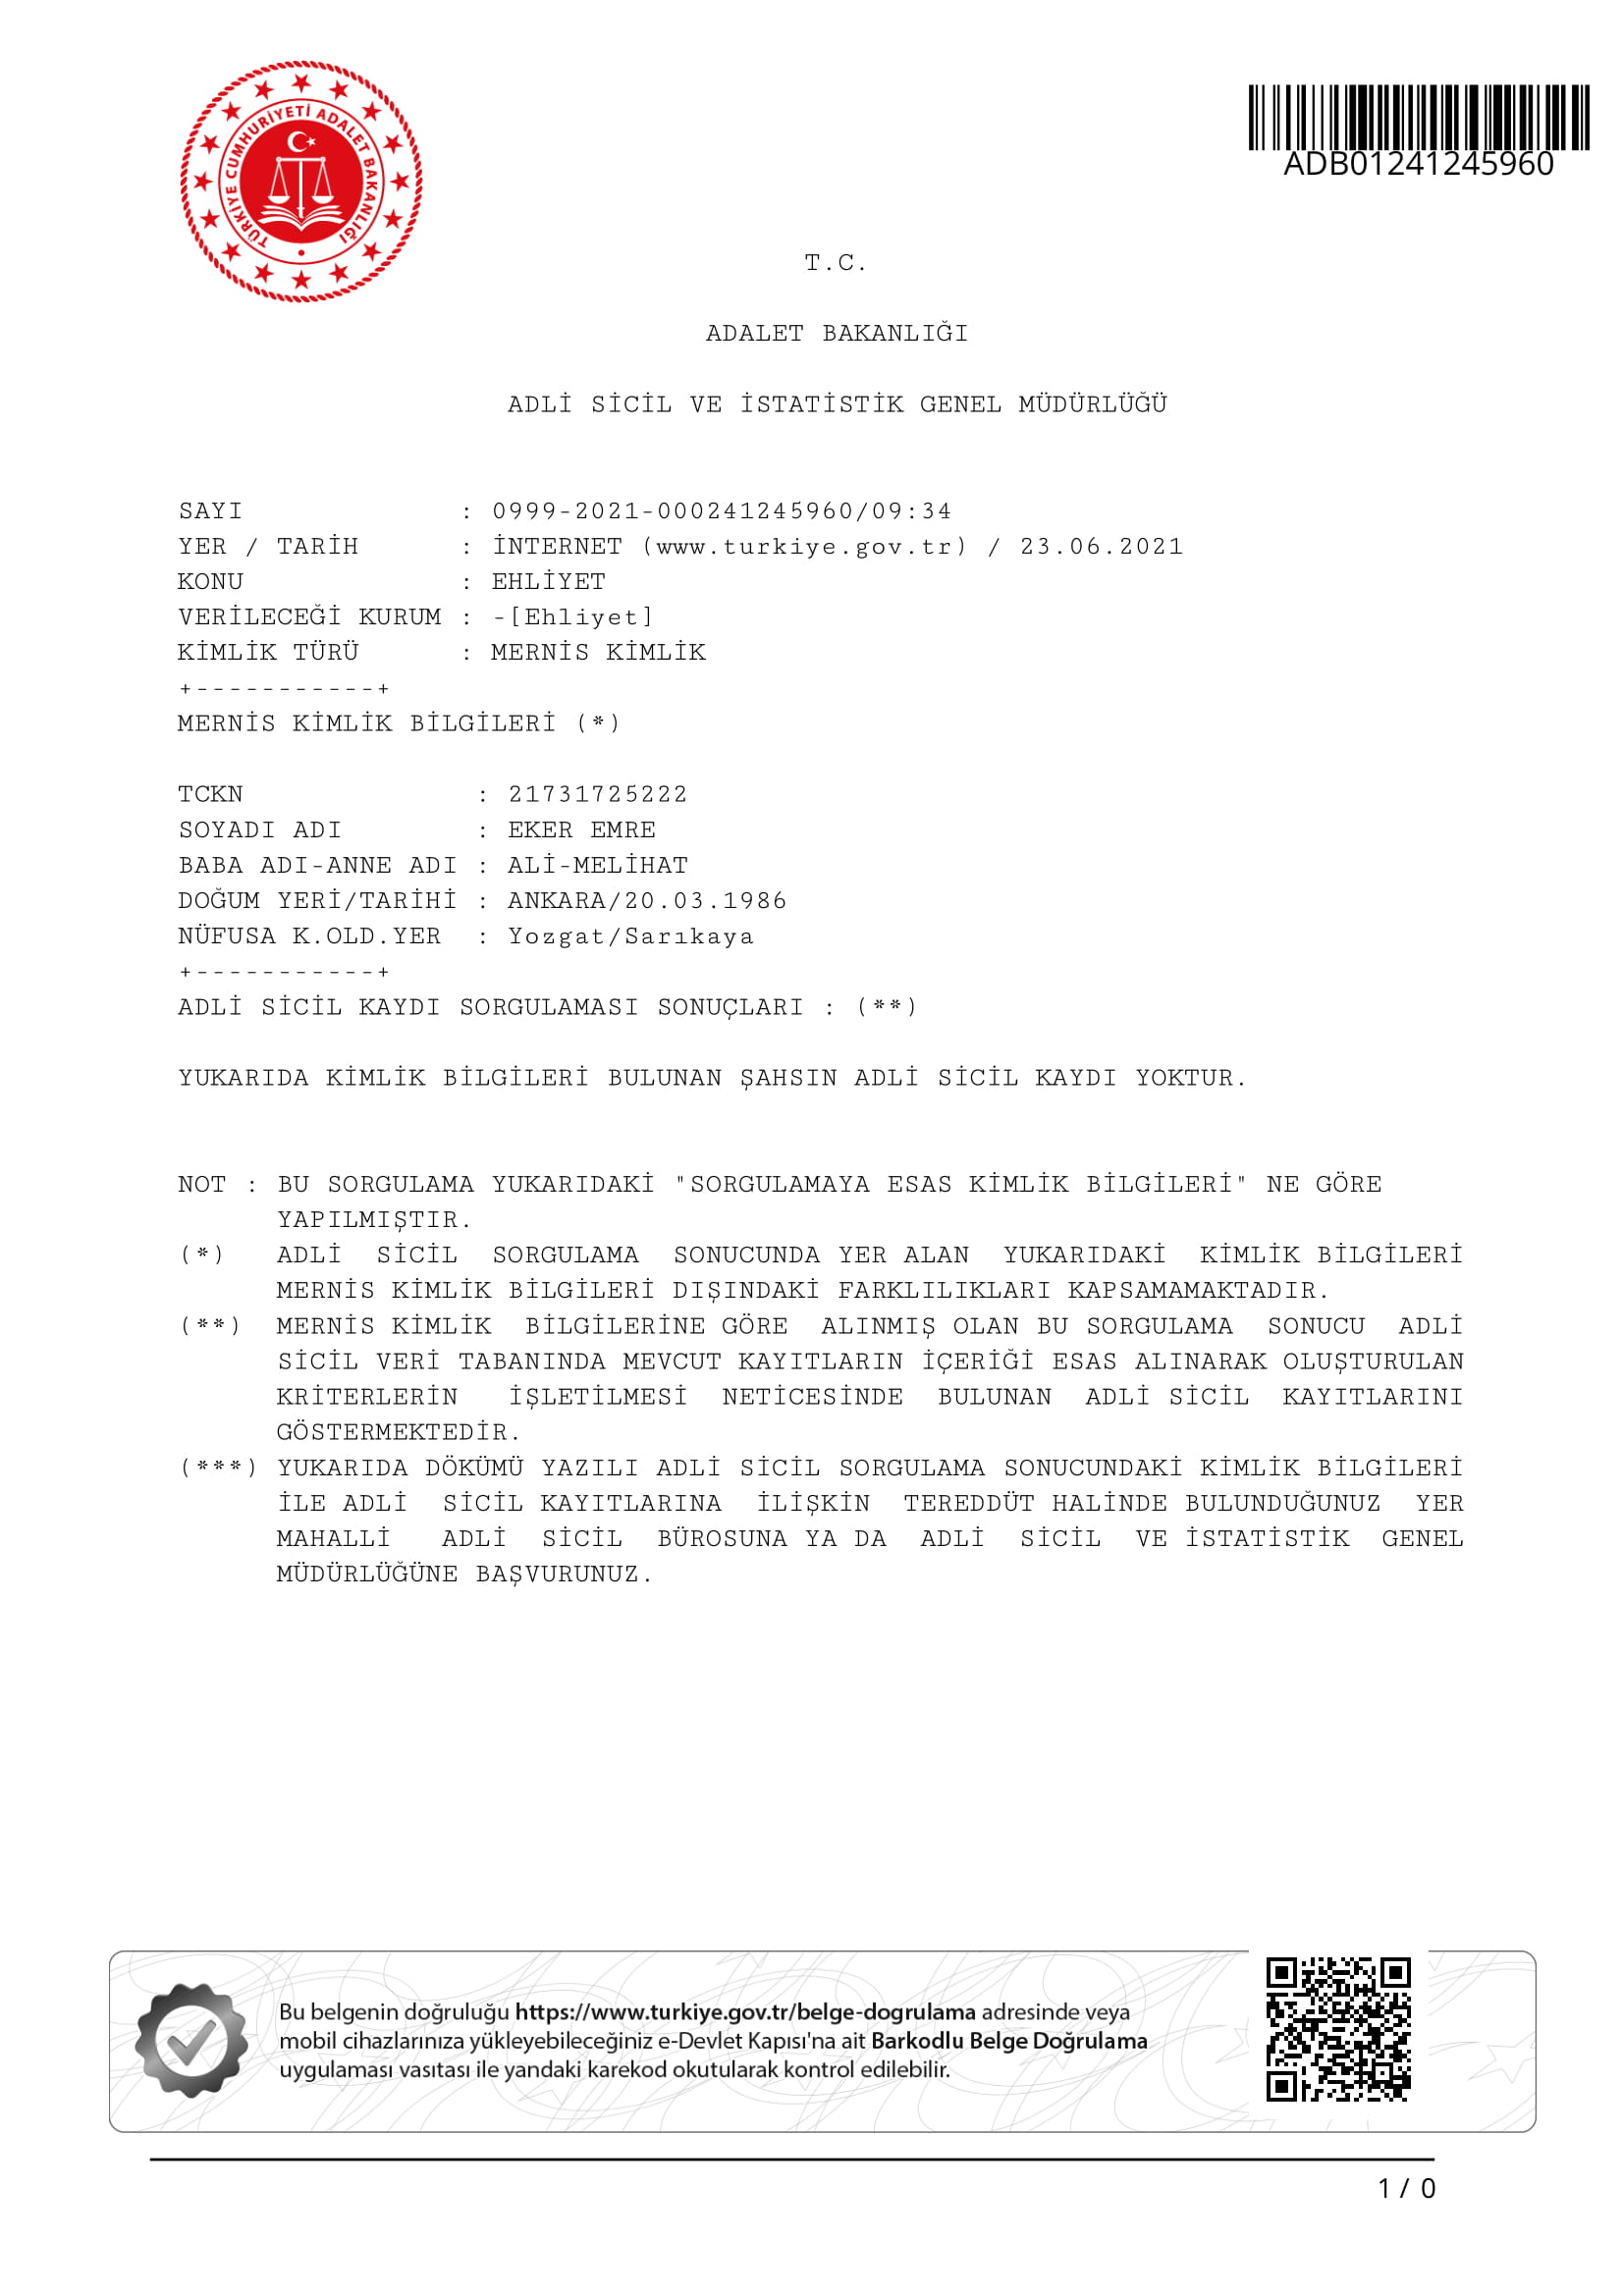 TÜRKİYE CUMHURİYETİ ADALET BAKANLIĞI
ADB01241245960
T.C.
ADALET BAKANLIĞI
ADLİ SİCİL VE İSTATİSTİK GENEL MÜDÜRLÜĞÜ
SAYI : 0999-2021-000241245960/09:34
YER / TARİH : İNTERNET (www.turkiye.gov.tr) / 23.06.2021
KONU : EHLİYET
VERİLECEĞİ KURUM : -[Ehliyet]
KİMLİK TÜRÜ : MERNİS KİMLİK
+-----------+
MERNİS KİMLİK BİLGİLERİ (*)
TCKN : 21731725222
SOYADI ADI : EKER EMRE
BABA ADI-ANNE ADI : ALİ-MELİHAT
DOĞUM YERİ/TARİHİ : ANKARA/20.03.1986
NÜFUSA K.OLD.YER : Yozgat/Sarıkaya
+-----------+
ADLİ SİCİL KAYDI SORGULAMASI SONUÇLARI : (**)
YUKARIDA KİMLİK BİLGİLERİ BULUNAN ŞAHSIN ADLİ SİCİL KAYDI YOKTUR.
NOT : BU SORGULAMA YUKARIDAKİ "SORGULAMAYA ESAS KİMLİK BİLGİLERİ" NE GÖRE
YAPILMIŞTIR.
(*) ADLİ SİCİL SORGULAMA SONUCUNDA YER ALAN YUKARIDAKİ KİMLİK BİLGİLERİ
MERNİS KİMLİK BİLGİLERİ DIŞINDAKİ FARKLILIKLARI KAPSAMAMAKTADIR.
(**) MERNİS KİMLİK BİLGİLERİNE GÖRE ALINMIŞ OLAN BU SORGULAMA SONUCU ADLİ
SİCİL VERİ TABANINDA MEVCUT KAYITLARIN İÇERİĞİ ESAS ALINARAK OLUŞTURULAN
KRİTERLERİN İŞLETİLMESİ NETİCESİNDE BULUNAN ADLİ SİCİL KAYITLARINI
GÖSTERMEKTEDİR.
(***) YUKARIDA DÖKÜMÜ YAZILI ADLİ SİCİL SORGULAMA SONUCUNDAKİ KİMLİK BİLGİLERİ
İLE ADLİ SİCİL KAYITLARINA İLİŞKİN TEREDDÜT HALİNDE BULUNDUĞUNUZ YER
MAHALLİ ADLİ SİCİL BÜROSUNA YA DA ADLİ SİCİL VE İSTATİSTİK GENEL
MÜDÜRLÜĞÜNE BAŞVURUNUZ.
Bu belgenin doğruluğu https://www.turkiye.gov.tr/belge-dogrulama adresinde veya
mobil cihazlarınıza yükleyebileceğiniz e-Devlet Kapısı'na ait Barkodlu Belge Doğrulama
uygulaması vasıtası ile yandaki karekod okutularak kontrol edilebilir.
1 / 0